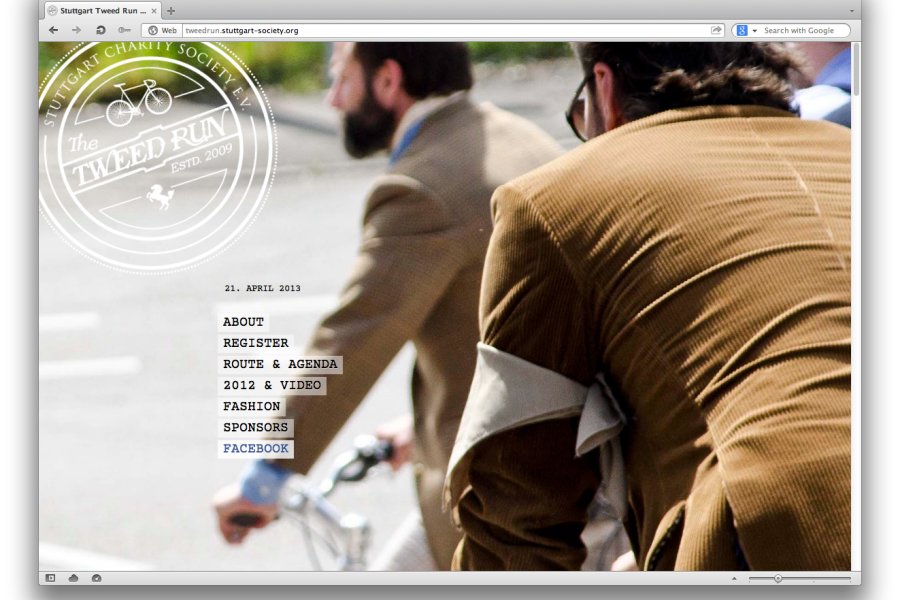 Stuttgart Tweed Run ...
Web
tweedrun.stuttgart-society.org
Search with Google
STUTTGART CHARITY SOCIETY E.V.
The
TWEED RUN
ESTD. 2009
21. APRIL 2013
ABOUT
REGISTER
ROUTE & AGENDA
2012 & VIDEO
FASHION
SPONSORS
FACEBOOK